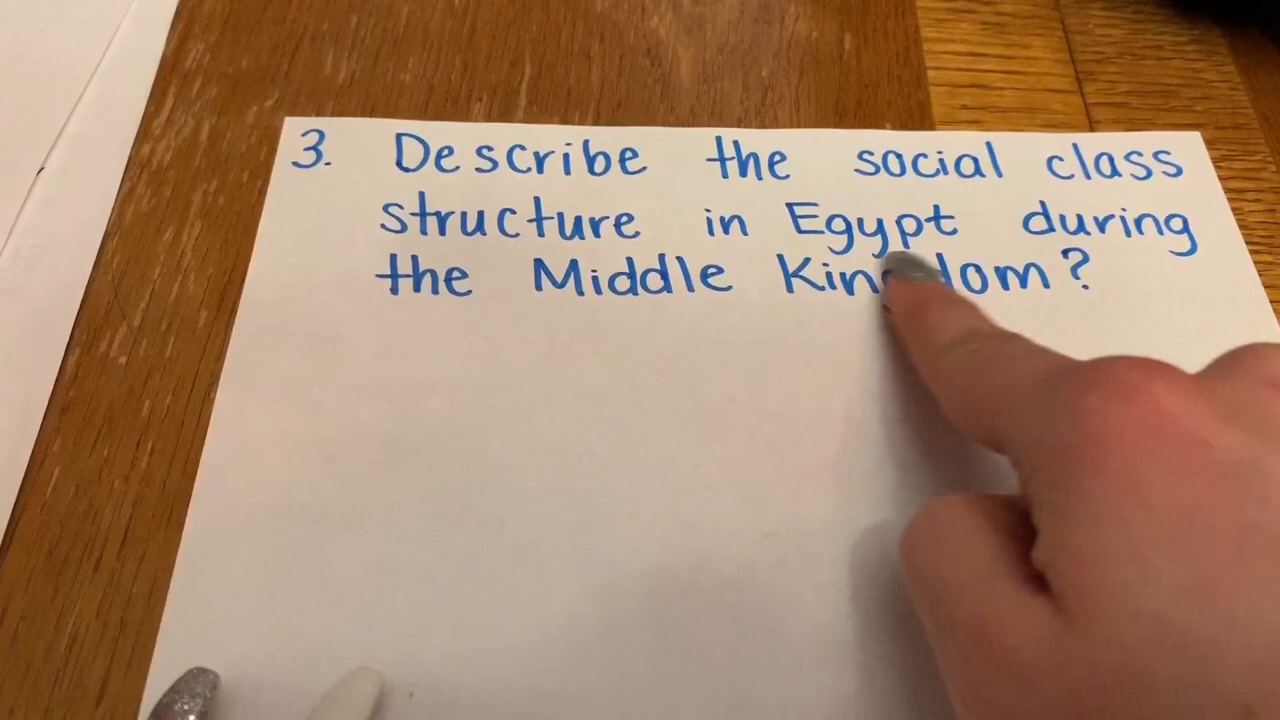 3. Describe the social class
structure in Egypt during
the Middle Kingdom?